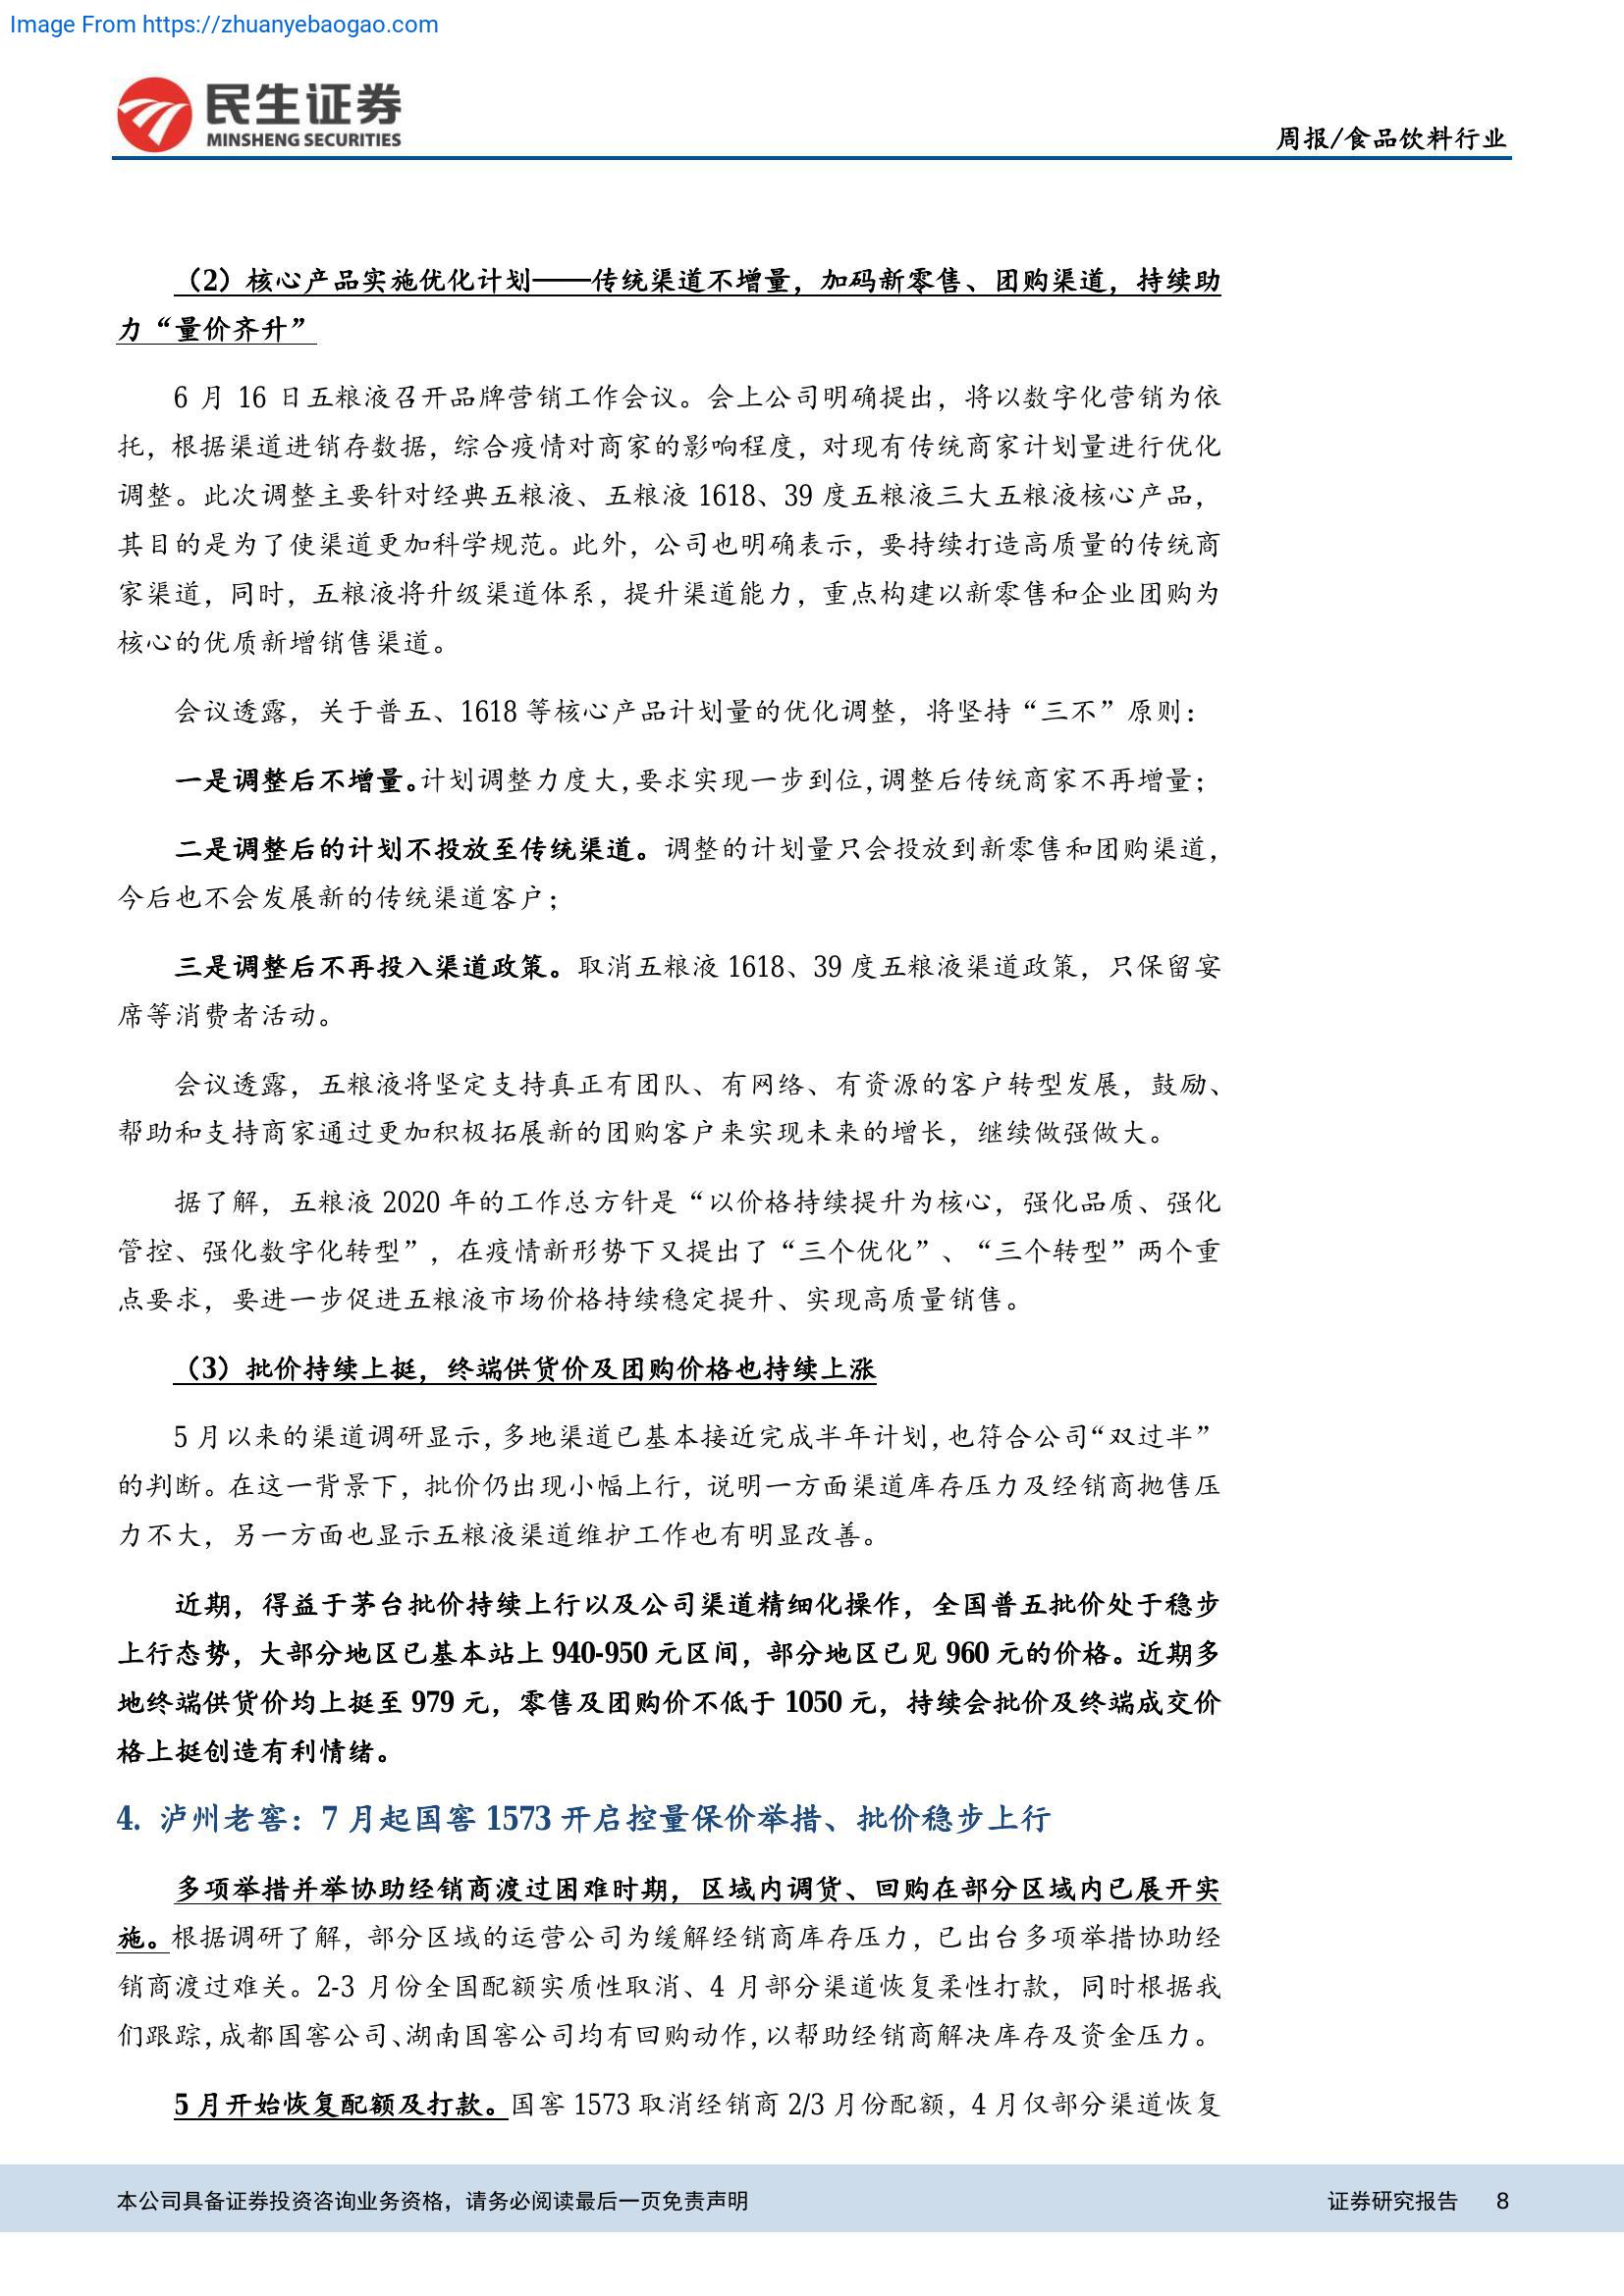 Image From https://zhuanyebaogao.com
民生证券
MINSHENG SECURITIES
周报/食品饮料行业
（2）核心产品实施优化计划——传统渠道不增量，加码新零售、团购渠道，持续助
力“量价齐升”
6 月 16 日五粮液召开品牌营销工作会议。会上公司明确提出，将以数字化营销为依
托，根据渠道进销存数据，综合疫情对商家的影响程度，对现有传统商家计划量进行优化
调整。此次调整主要针对经典五粮液、五粮液 1618、39 度五粮液三大五粮液核心产品，
其目的是为了使渠道更加科学规范。此外，公司也明确表示，要持续打造高质量的传统商
家渠道，同时，五粮液将升级渠道体系，提升渠道能力，重点构建以新零售和企业团购为
核心的优质新增销售渠道。
会议透露，关于普五、1618 等核心产品计划量的优化调整，将坚持“三不”原则：
一是调整后不增量。计划调整力度大，要求实现一步到位，调整后传统商家不再增量；
二是调整后的计划不投放至传统渠道。调整的计划量只会投放到新零售和团购渠道，
今后也不会发展新的传统渠道客户；
三是调整后不再投入渠道政策。取消五粮液 1618、39 度五粮液渠道政策，只保留宴
席等消费者活动。
会议透露，五粮液将坚定支持真正有团队、有网络、有资源的客户转型发展，鼓励、
帮助和支持商家通过更加积极拓展新的团购客户来实现未来的增长，继续做强做大。
据了解，五粮液 2020 年的工作总方针是“以价格持续提升为核心，强化品质、强化
管控、强化数字化转型”，在疫情新形势下又提出了“三个优化”、“三个转型”两个重
点要求，要进一步促进五粮液市场价格持续稳定提升、实现高质量销售。
（3）批价持续上挺，终端供货价及团购价格也持续上涨
5 月以来的渠道调研显示，多地渠道已基本接近完成半年计划，也符合公司“双过半”
的判断。在这一背景下，批价仍出现小幅上行，说明一方面渠道库存压力及经销商抛售压
力不大，另一方面也显示五粮液渠道维护工作也有明显改善。
近期，得益于茅台批价持续上行以及公司渠道精细化操作，全国普五批价处于稳步
上行态势，大部分地区已基本站上 940-950 元区间，部分地区已见 960 元的价格。近期多
地终端供货价均上挺至 979 元，零售及团购价不低于 1050 元，持续会批价及终端成交价
格上挺创造有利情绪。
4. 泸州老窖：7 月起国窖 1573 开启控量保价举措、批价稳步上行
多项举措并举协助经销商渡过困难时期，区域内调货、回购在部分区域内已展开实
施。根据调研了解，部分区域的运营公司为缓解经销商库存压力，已出台多项举措协助经
销商渡过难关。2-3 月份全国配额实质性取消、4 月部分渠道恢复柔性打款，同时根据我
们跟踪，成都国窖公司、湖南国窖公司均有回购动作，以帮助经销商解决库存及资金压力。
5 月开始恢复配额及打款。国窖 1573 取消经销商 2/3 月份配额，4 月仅部分渠道恢复
本公司具备证券投资咨询业务资格，请务必阅读最后一页免责声明
证券研究报告 8